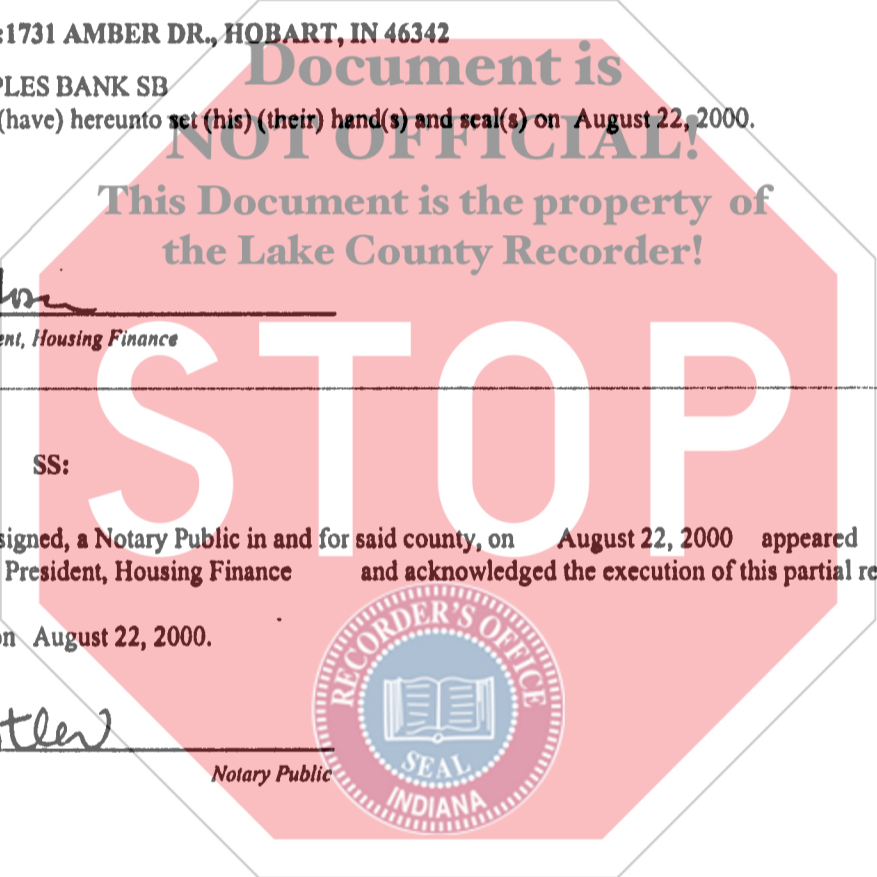 :1731 AMBER DR., HOBART, IN 46342
Document is
PLES BANK SB
(have) hereunto set (his) (their) hand(s) and seal(s) on August 22, 2000.
NOT OFFICIAL!
This Document is the property of
the Lake County Recorder!
ent, Housing Finance
STOP
SS:
signed, a Notary Public in and for said county, on August 22, 2000 appeared
President, Housing Finance and acknowledged the execution of this partial re
on August 22, 2000.
RECORDER'S OFFICE
SEAL
INDIANA
tler
Notary Public